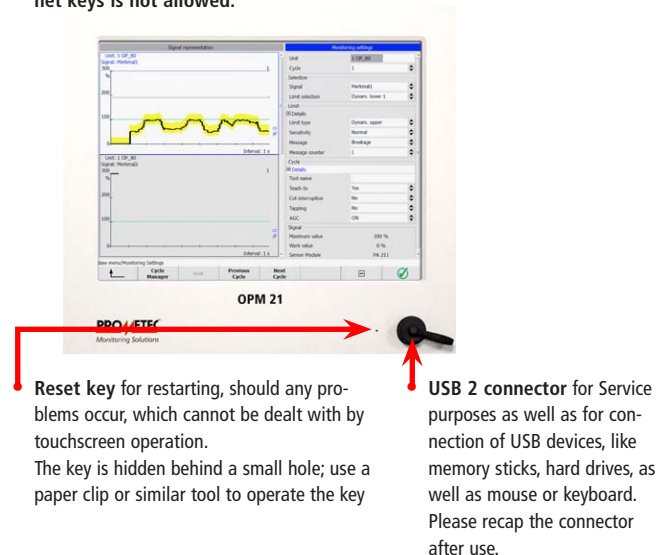 net keys is not allowed.
Signal representation
Monitoring settings
Unit: 1 OP_80
Signal: Merkmal1
300
%
1
200
100
0
Interval: 1 s
Unit: 1 OP_80
Signal: Merkmal2
300
%
1
200
100
0
Interval: 1 s
Unit 1 OP_80
Cycle 1
Selection
Signal Merkmal1
Limit selection Dynam. lower 1
Limit
Details
Limit type Dynam. upper
Sensitivity Normal
Message Breakage
Message counter 1
Cycle
Details
Tool name
Teach-In Yes
Cut interruption No
Tapping No
AGC ON
Signal
Maximum value 100 %
Work value 0 %
Sensor Module PA 211
Base menu/Monitoring Settings
Cycle Manager
Previous Cycle
Next Cycle
OPM 21
PROMETEC
Monitoring Solutions
Reset key for restarting, should any pro-
blems occur, which cannot be dealt with by
touchscreen operation.
The key is hidden behind a small hole; use a
paper clip or similar tool to operate the key
USB 2 connector for Service
purposes as well as for con-
nection of USB devices, like
memory sticks, hard drives, as
well as mouse or keyboard.
Please recap the connector
after use.